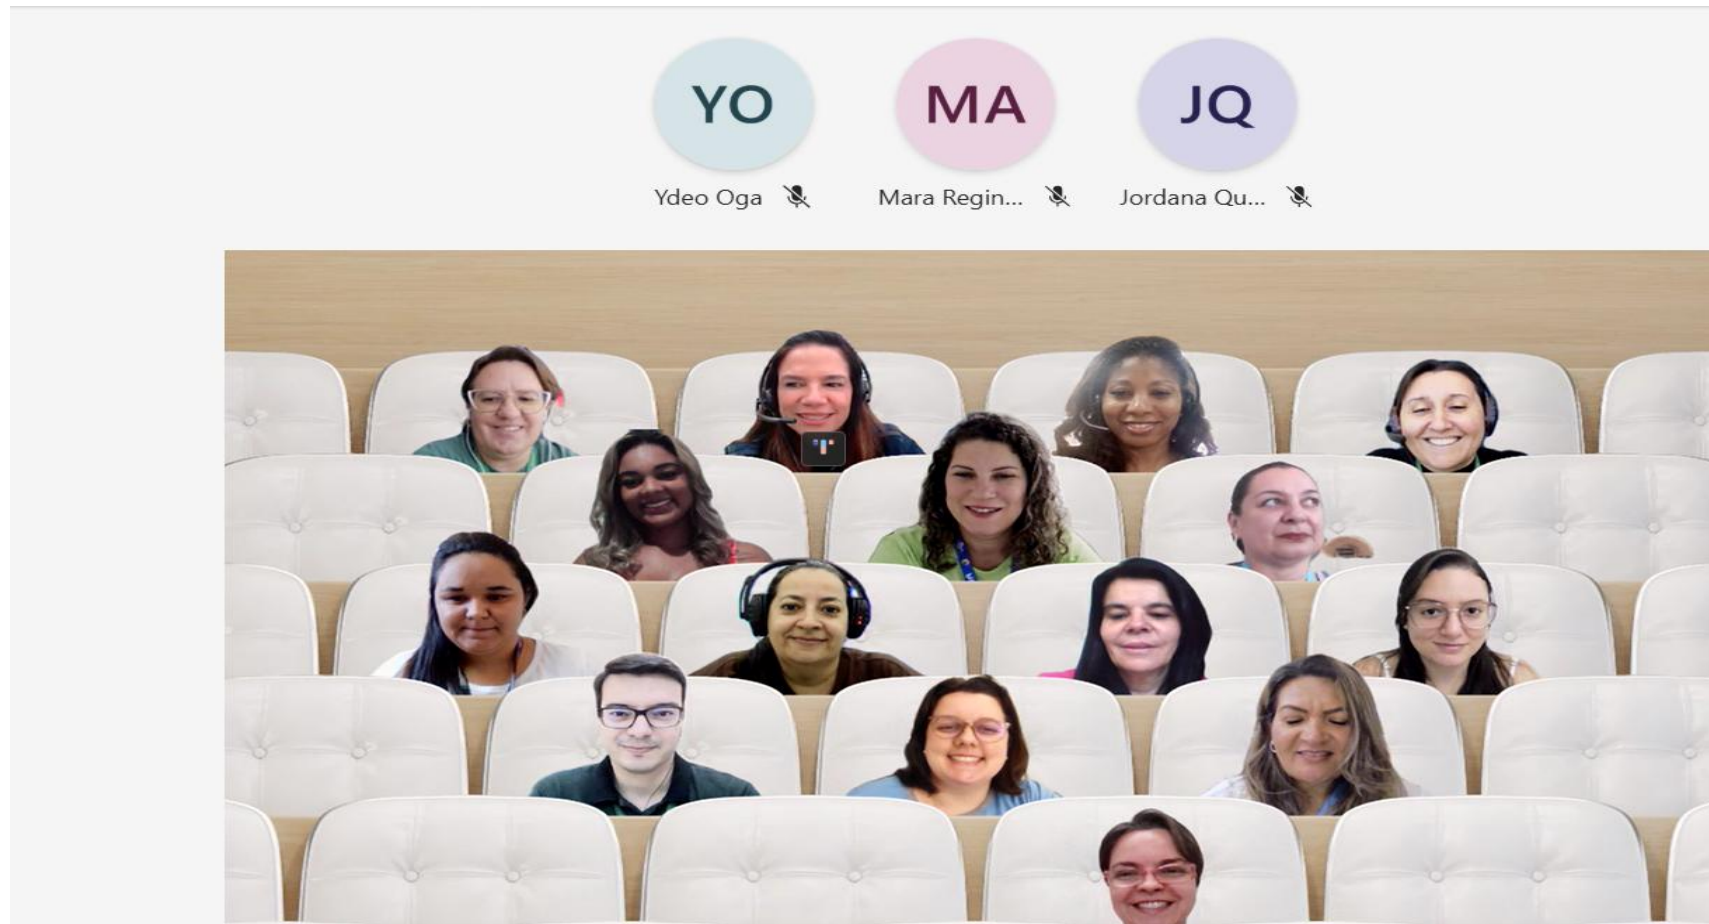 YO
MA
JQ
Ydeo Oga
Mara Regin...
Jordana Qu...